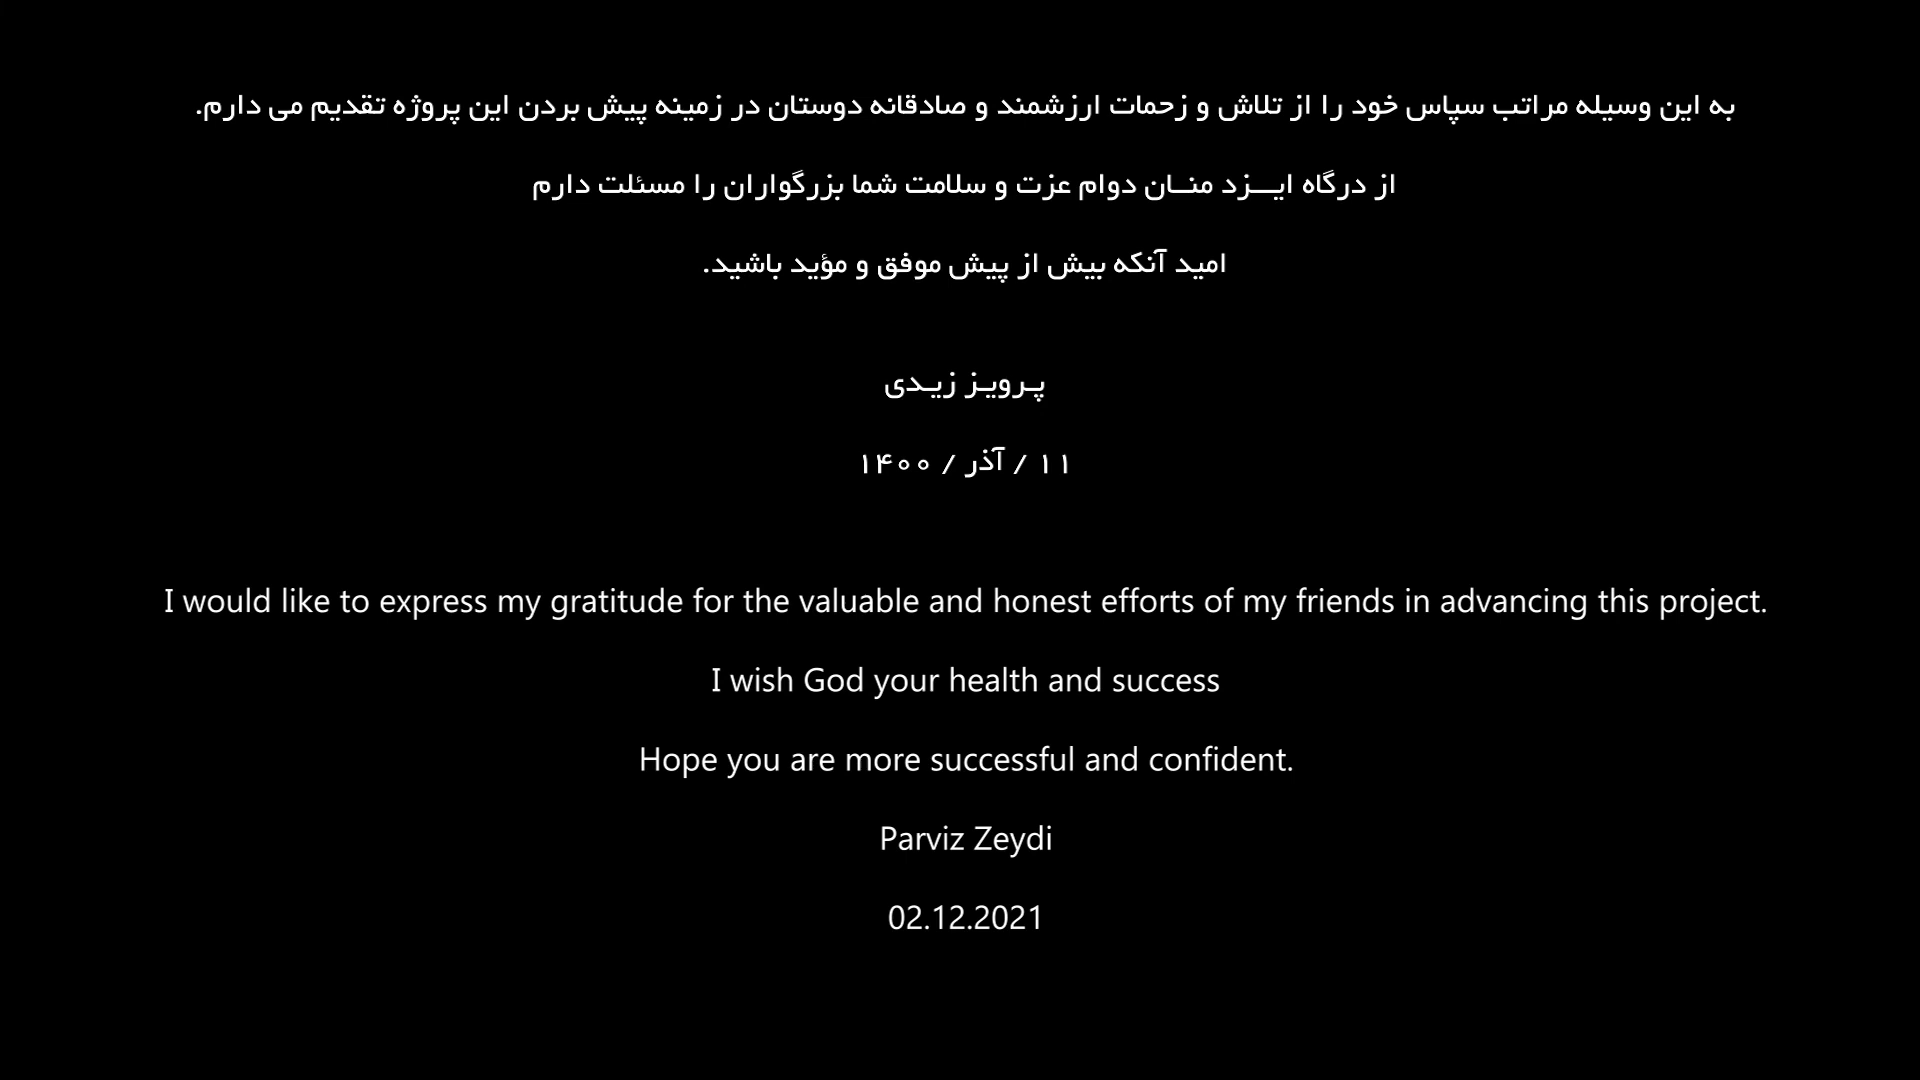 به این وسیله مراتب سپاس خود را از تلاش و زحمات ارزشمند و صادقانه دوستان در زمینه پیش بردن این پروژه تقدیم می دارم.
از درگاه ایـــزد منــان دوام عزت و سلامت شما بزرگواران را مسئلت دارم
امید آنکه بیش از پیش موفق و مؤید باشید.
پـرویـز زیـدی
۱۱ / آذر / ۱۴۰۰
I would like to express my gratitude for the valuable and honest efforts of my friends in advancing this project.
I wish God your health and success
Hope you are more successful and confident.
Parviz Zeydi
02.12.2021